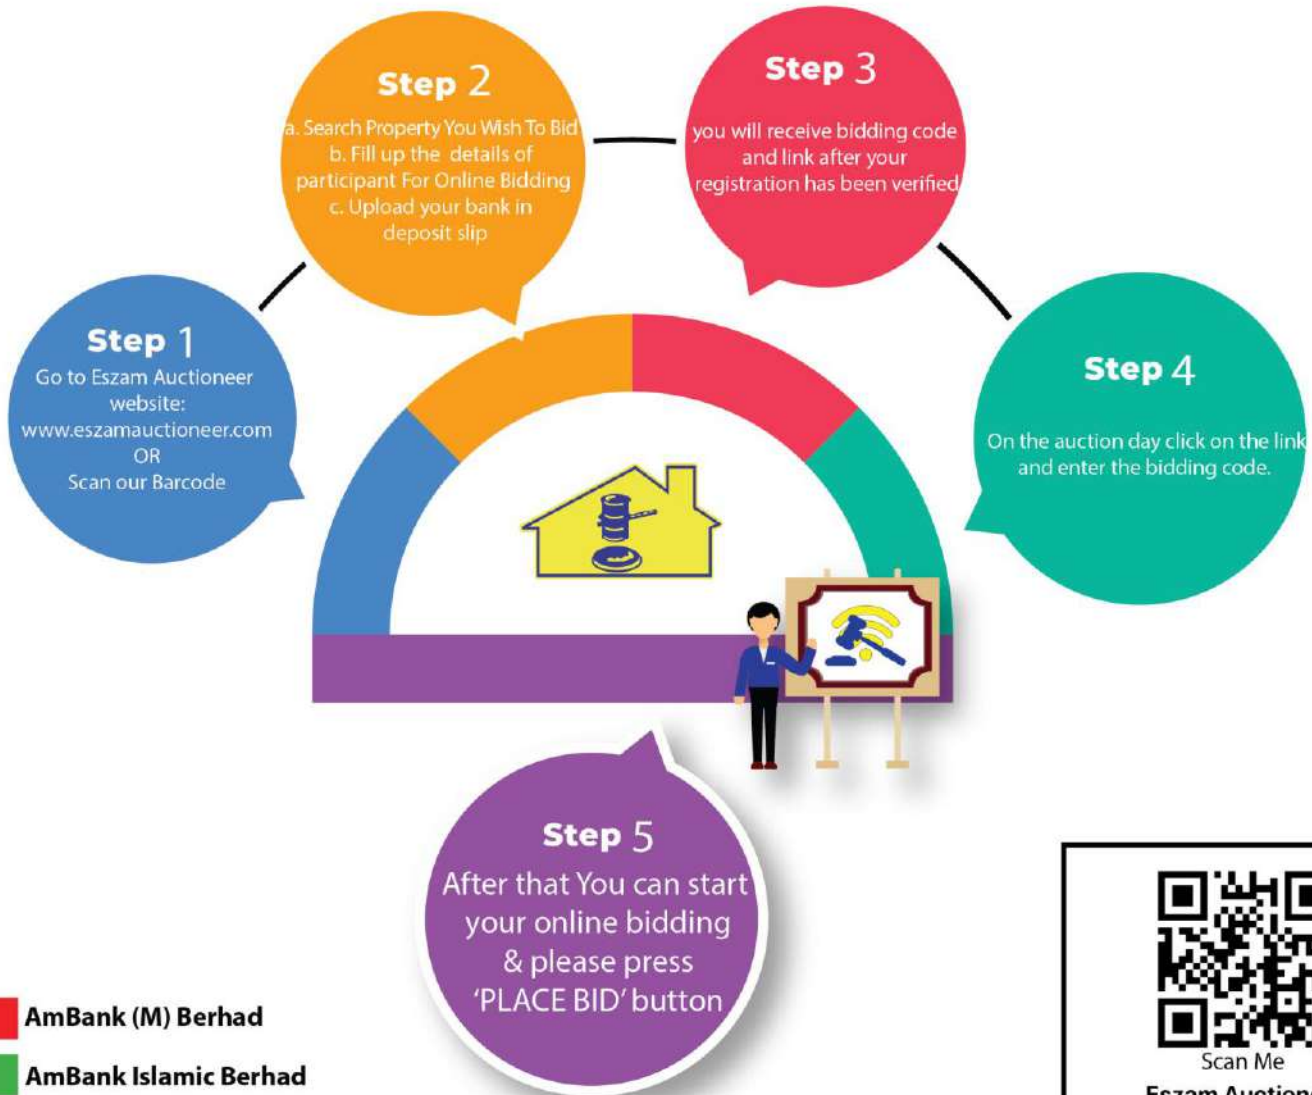 Step 1
Go to Eszam Auctioneer
website:
www.eszamauctioneer.com
OR
Scan our Barcode
Step 2
a. Search Property You Wish To Bid
b. Fill up the details of
participant For Online Bidding
c. Upload your bank in
deposit slip
Step 3
you will receive bidding code
and link after your
registration has been verified
Step 4
On the auction day click on the link
and enter the bidding code.
Step 5
After that You can start
your online bidding
& please press
'PLACE BID' button
AmBank (M) Berhad
AmBank Islamic Berhad
Scan Me
Eszam